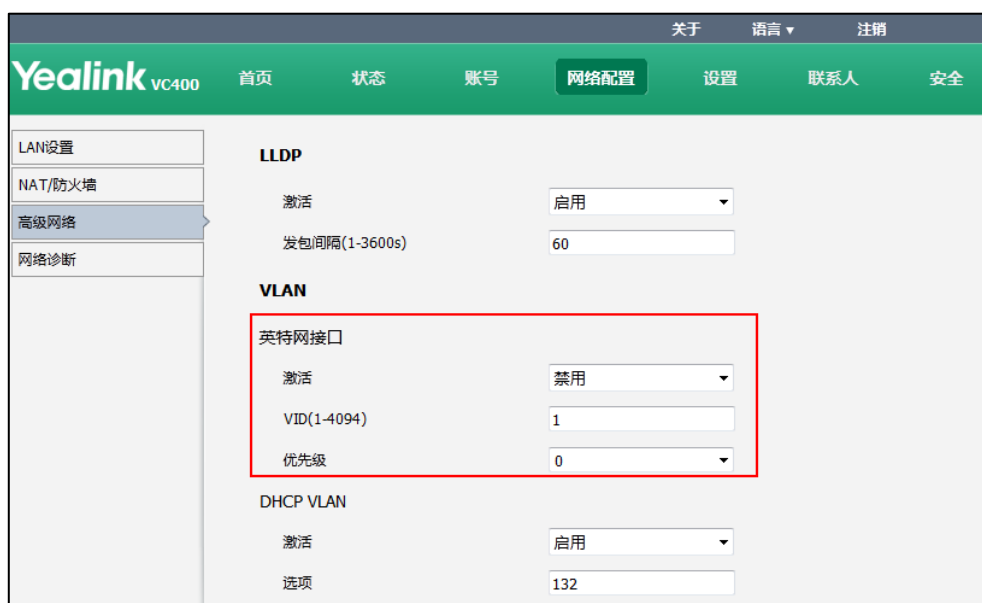 关于 语言▼ 注销
Yealink VC400 首页 状态 账号 网络配置 设置 联系人 安全
LAN设置
NAT/防火墙
高级网络
网络诊断
LLDP
激活 启用
发包间隔(1-3600s) 60
VLAN
英特网接口
激活 禁用
VID(1-4094) 1
优先级 0
DHCP VLAN
激活 启用
选项 132